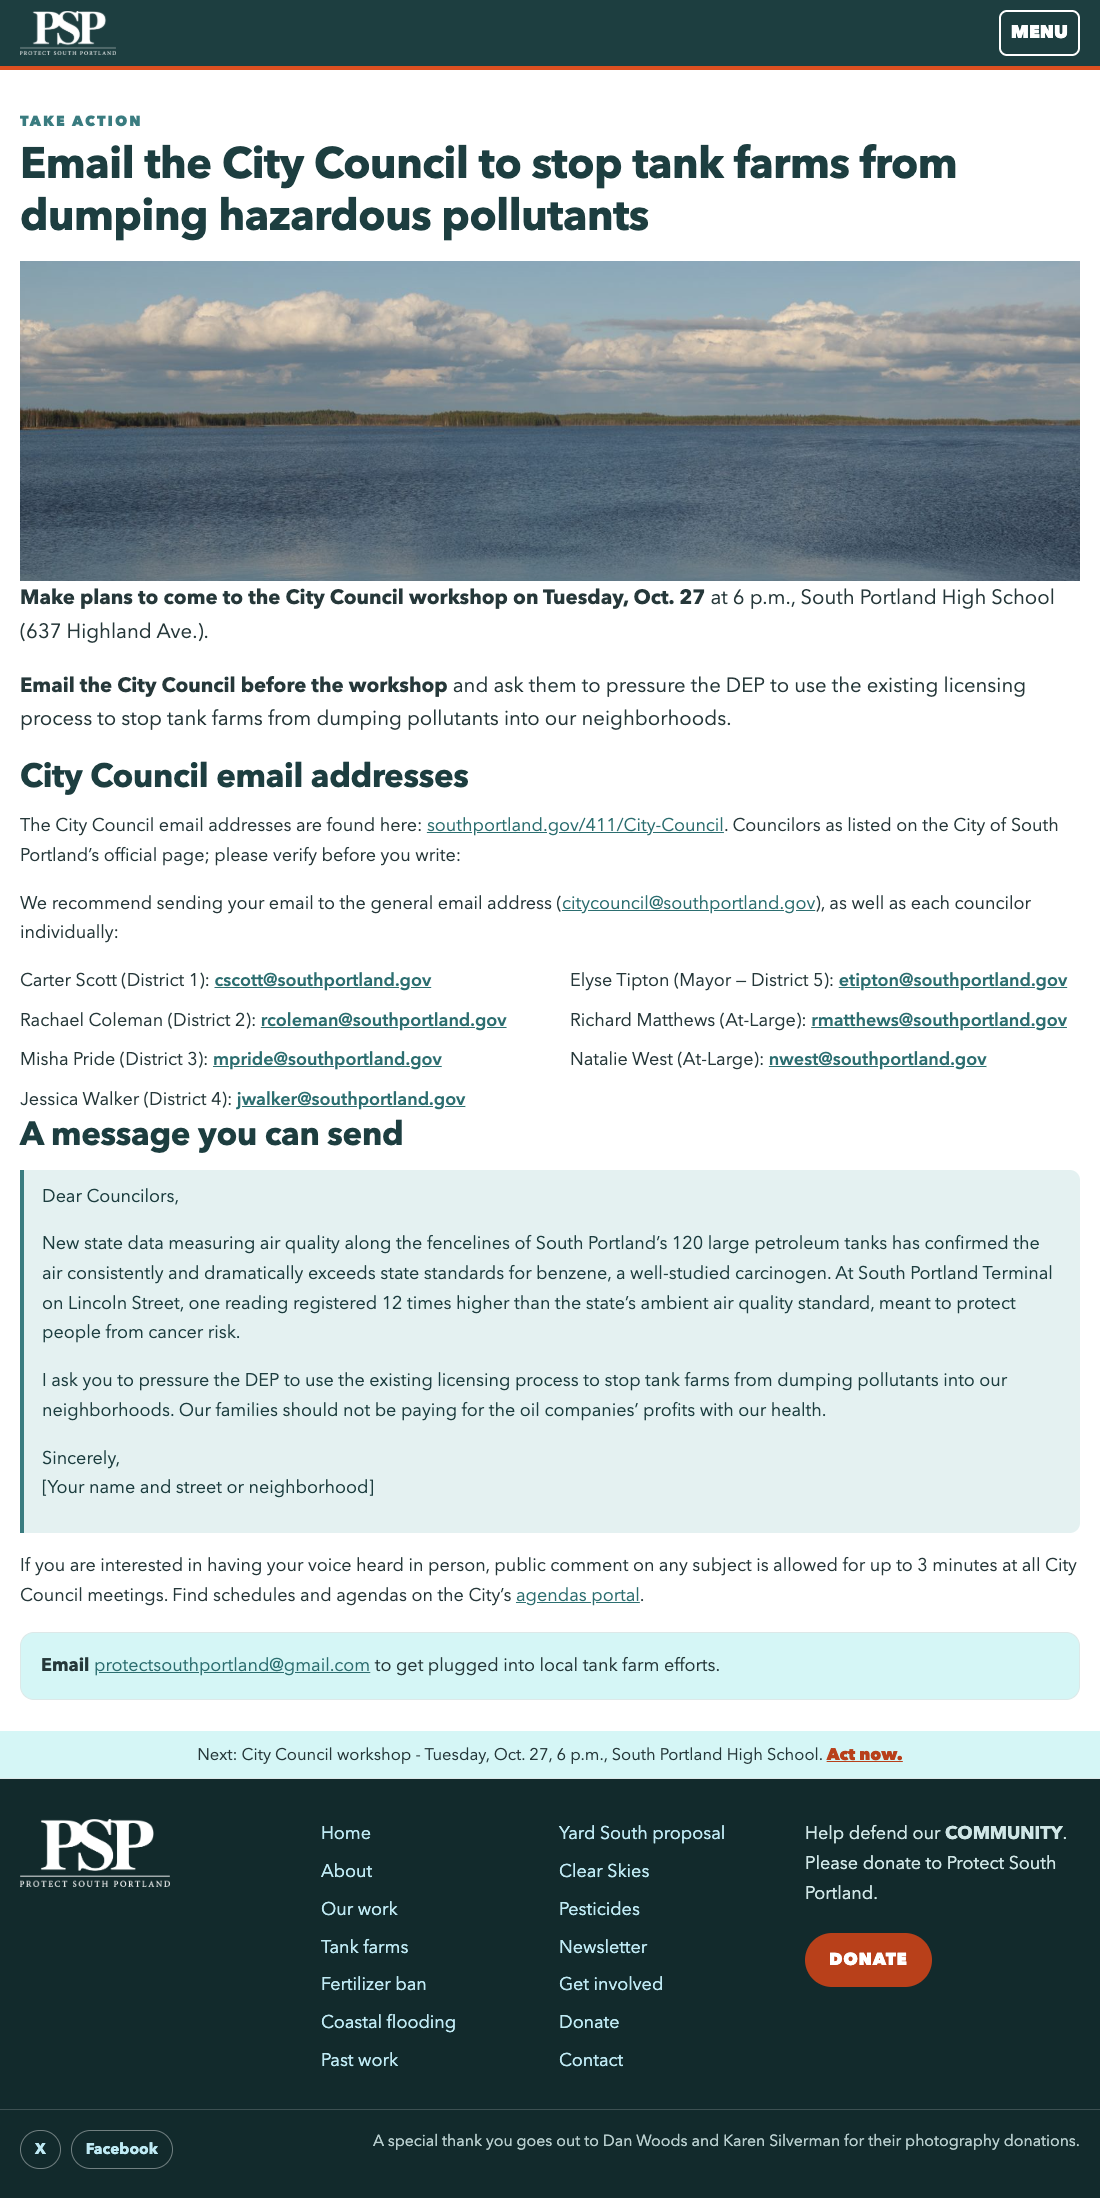 PSP
PROTECT SOUTH PORTLAND
MENU
TAKE ACTION
Email the City Council to stop tank farms from
dumping hazardous pollutants
Make plans to come to the City Council workshop on Tuesday, Oct. 27 at 6 p.m., South Portland High School
(637 Highland Ave.).
Email the City Council before the workshop and ask them to pressure the DEP to use the existing licensing
process to stop tank farms from dumping pollutants into our neighborhoods.
City Council email addresses
The City Council email addresses are found here: southportland.gov/411/City-Council. Councilors as listed on the City of South
Portland’s official page; please verify before you write:
We recommend sending your email to the general email address (citycouncil@southportland.gov), as well as each councilor
individually:
Carter Scott (District 1): cscott@southportland.gov
Rachael Coleman (District 2): rcoleman@southportland.gov
Misha Pride (District 3): mpride@southportland.gov
Jessica Walker (District 4): jwalker@southportland.gov
Elyse Tipton (Mayor – District 5): etipton@southportland.gov
Richard Matthews (At-Large): rmatthews@southportland.gov
Natalie West (At-Large): nwest@southportland.gov
A message you can send
Dear Councilors,
New state data measuring air quality along the fencelines of South Portland’s 120 large petroleum tanks has confirmed the
air consistently and dramatically exceeds state standards for benzene, a well-studied carcinogen. At South Portland Terminal
on Lincoln Street, one reading registered 12 times higher than the state’s ambient air quality standard, meant to protect
people from cancer risk.
I ask you to pressure the DEP to use the existing licensing process to stop tank farms from dumping pollutants into our
neighborhoods. Our families should not be paying for the oil companies’ profits with our health.
Sincerely,
[Your name and street or neighborhood]
If you are interested in having your voice heard in person, public comment on any subject is allowed for up to 3 minutes at all City
Council meetings. Find schedules and agendas on the City’s agendas portal.
Email protectsouthportland@gmail.com to get plugged into local tank farm efforts.
Next: City Council workshop - Tuesday, Oct. 27, 6 p.m., South Portland High School. Act now.
PSP
PROTECT SOUTH PORTLAND
Home
About
Our work
Tank farms
Fertilizer ban
Coastal flooding
Past work
Yard South proposal
Clear Skies
Pesticides
Newsletter
Get involved
Donate
Contact
Help defend our COMMUNITY.
Please donate to Protect South
Portland.
DONATE
X
Facebook
A special thank you goes out to Dan Woods and Karen Silverman for their photography donations.